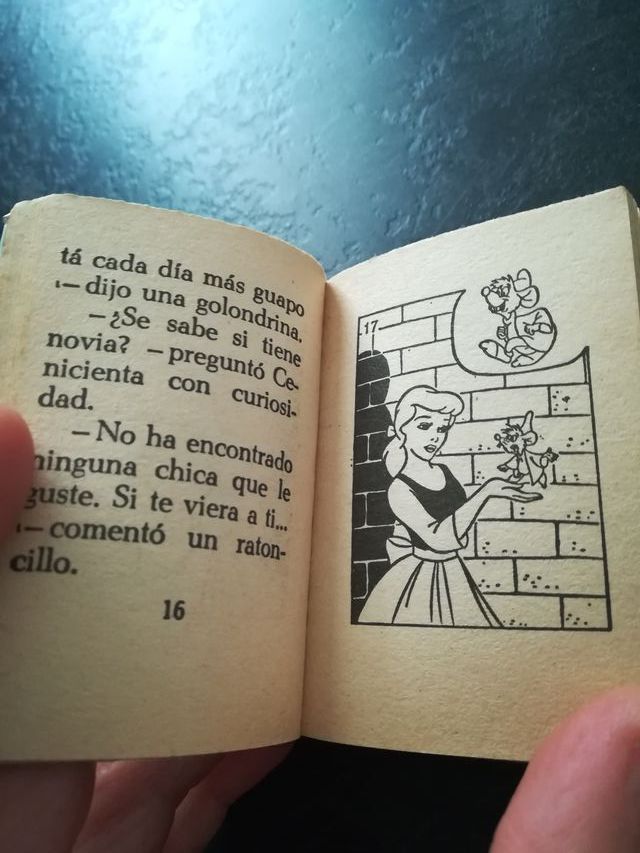 tá cada día más guapo
—dijo una golondrina.
—¿Se sabe si tiene
novia? —preguntó Ce-
nicienta con curiosi-
dad.
—No ha encontrado
ninguna chica que le
guste. Si te viera a ti...
—comentó un raton-
cillo.
16
-17-